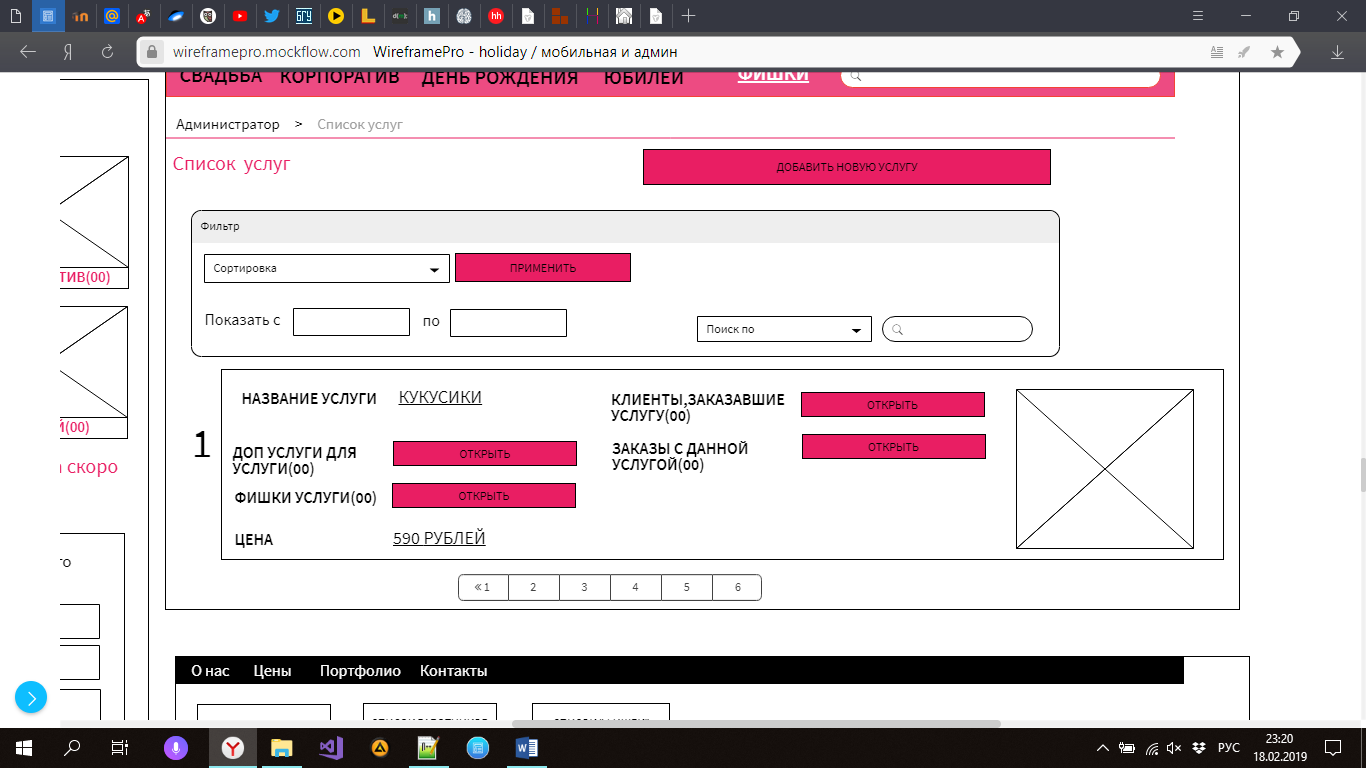 wireframepro.mockflow.com WireframePro - holiday / мобильная и админ
СВАДЬБА КОРПОРАТИВ ДЕНЬ РОЖДЕНИЯ ЮБИЛЕЙ ФИШКИ
Администратор > Список услуг
Список услуг
ДОБАВИТЬ НОВУЮ УСЛУГУ
Фильтр
Сортировка
ПРИМЕНИТЬ
Показать с
по
Поиск по
ТИВ(00)
Й(00)
скоро
го
1
НАЗВАНИЕ УСЛУГИ КУКУСИКИ
ДОП УСЛУГИ ДЛЯ
УСЛУГИ(00)
ОТКРЫТЬ
ФИШКИ УСЛУГИ(00) ОТКРЫТЬ
ЦЕНА 590 РУБЛЕЙ
КЛИЕНТЫ,ЗАКАЗАВШИЕ
УСЛУГУ(00)
ОТКРЫТЬ
ЗАКАЗЫ С ДАННОЙ
УСЛУГОЙ(00)
ОТКРЫТЬ
«1 2 3 4 5 6
О нас Цены Портфолио Контакты
РУС
23:20
18.02.2019